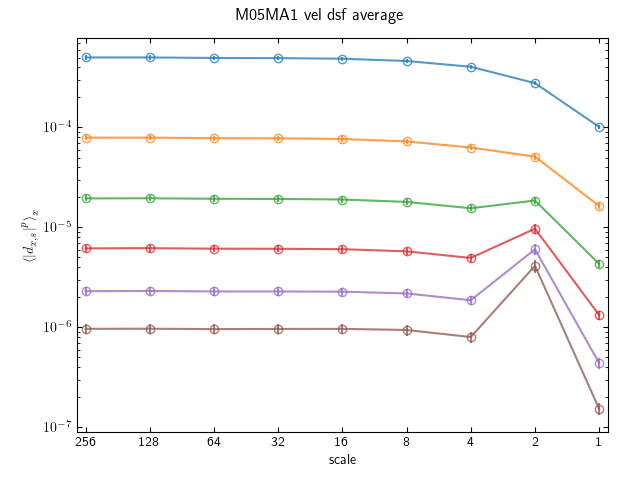 M05MA1 vel dsf average
⟨|d_{x,s}|^p⟩_x
10^{-4}
10^{-5}
10^{-6}
10^{-7}
256 128 64 32 16 8 4 2 1
scale